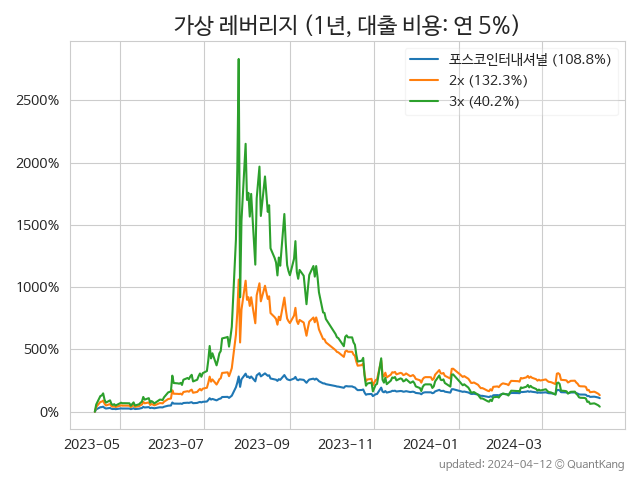 가상 레버리지 (1년, 대출 비용: 연 5%)
포스코인터내셔널 (108.8%)
2x (132.3%)
3x (40.2%)
2500%
2000%
1500%
1000%
500%
0%
2023-05 2023-07 2023-09 2023-11 2024-01 2024-03
updated: 2024-04-12 © QuantKang